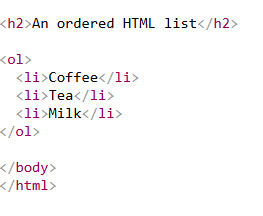 <h2>An ordered HTML list</h2>
<ol>
<li>Coffee</li>
<li>Tea</li>
<li>Milk</li>
</ol>
</body>
</html>